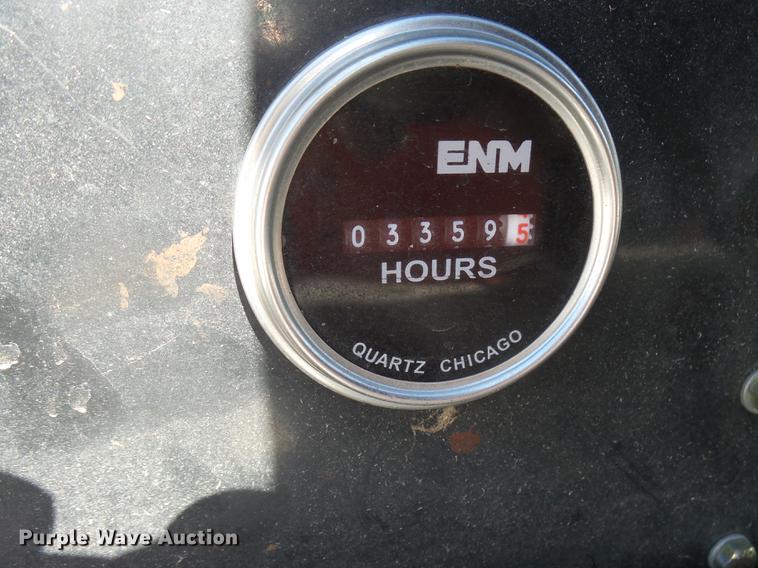 ENM
033595
HOURS
QUARTZ CHICAGO
Purple Wave Auction